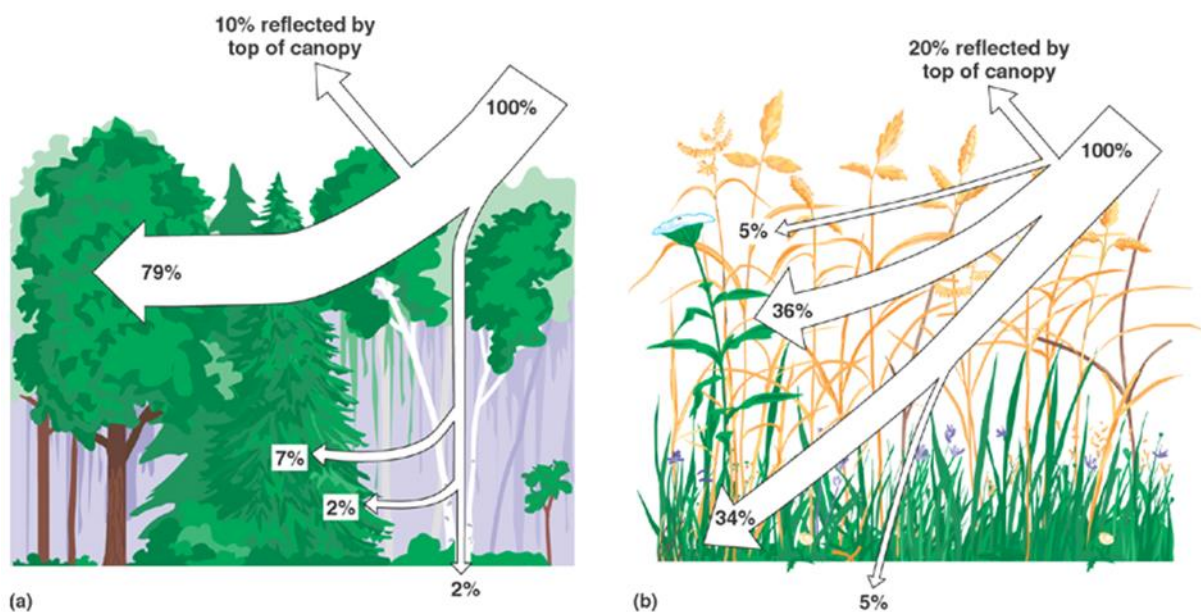 10% reflected by
top of canopy
100%
79%
7%
2%
2%
(a)
20% reflected by
top of canopy
100%
5%
36%
34%
5%
(b)